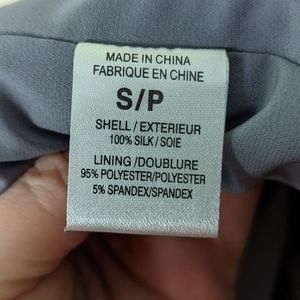 MADE IN CHINA
FABRIQUE EN CHINE
S/P
SHELL/EXTERIEUR
100% SILK/SOIE
LINING/DOUBLURE
95% POLYESTER/POLYESTER
5% SPANDEX/SPANDEX